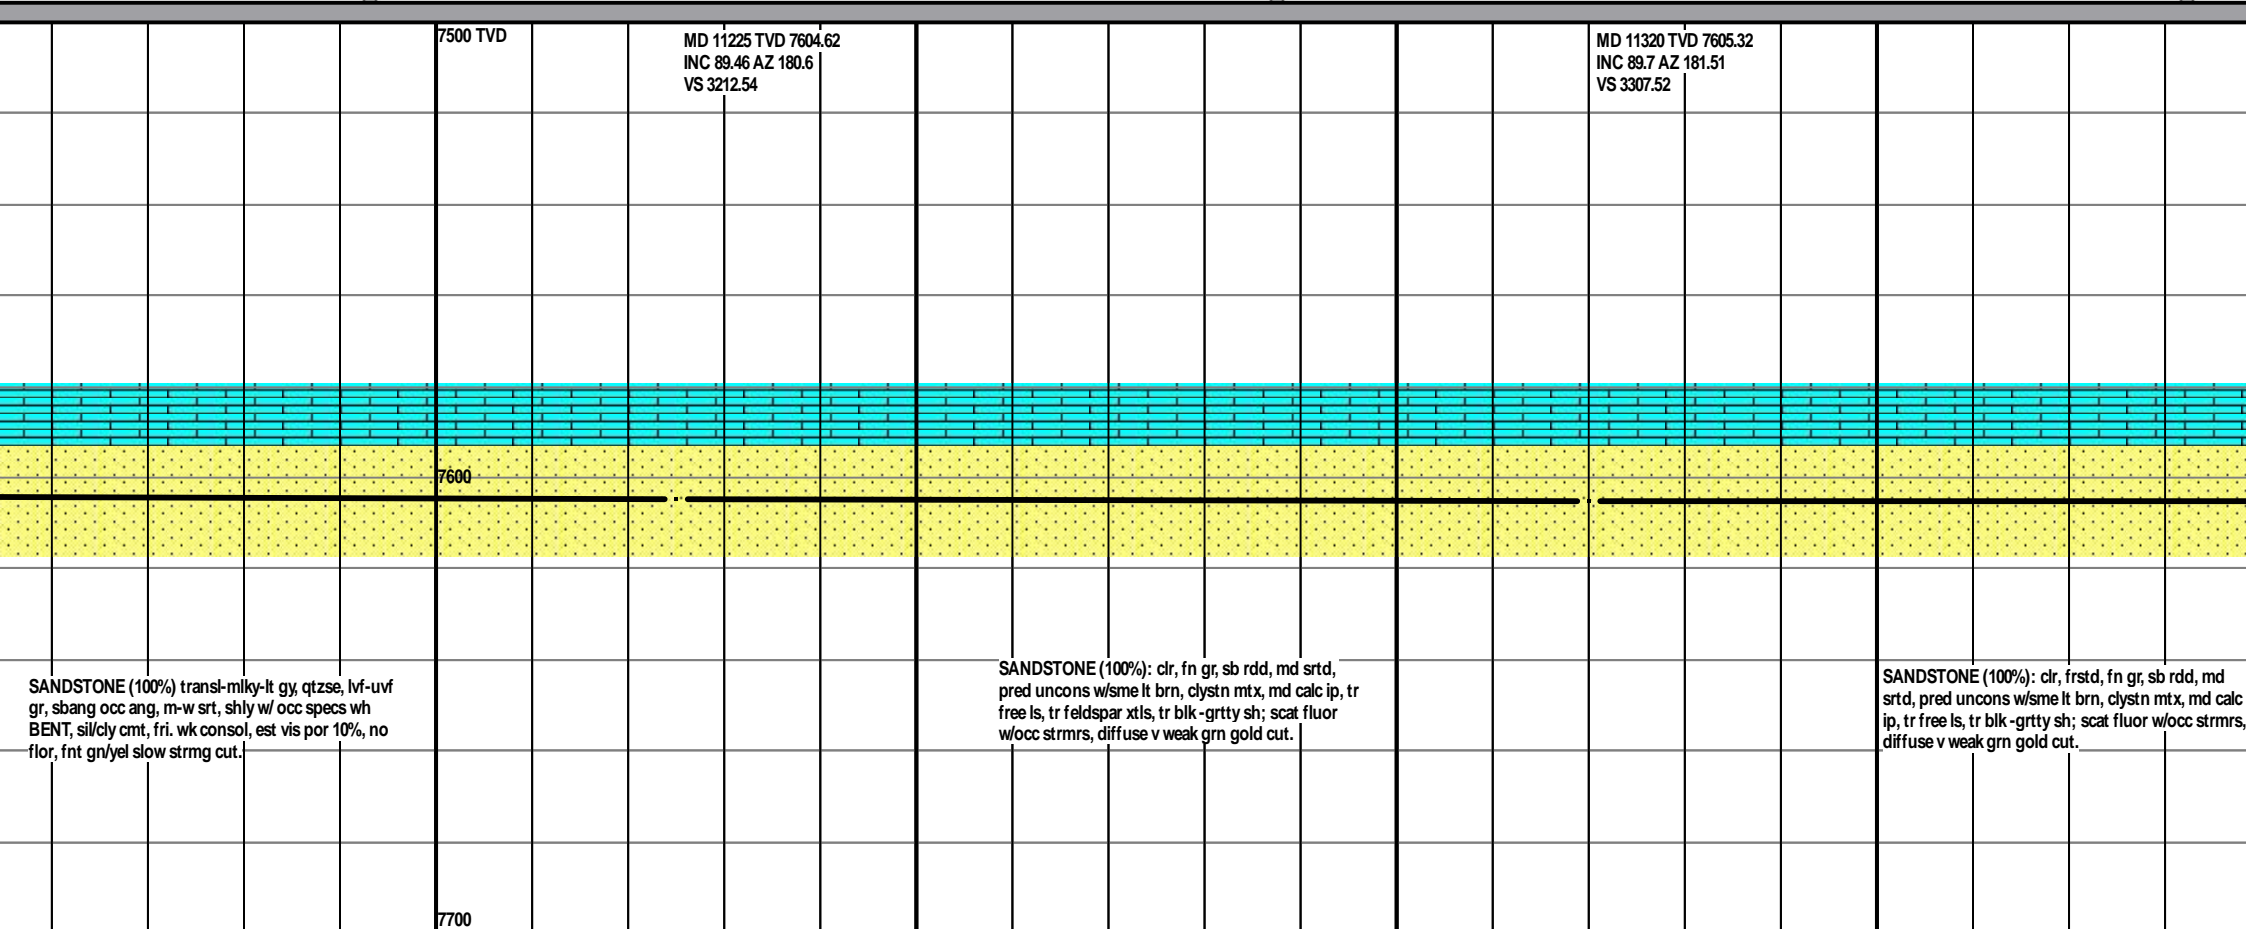 7500 TVD
MD 11225 TVD 7604.62
INC 89.46 AZ 180.6
VS 3212.54
MD 11320 TVD 7605.32
INC 89.7 AZ 181.51
VS 3307.52
7600
SANDSTONE (100%) transl-mlky-lt gy, qtzse, lvf-uvf
gr, sbang occ ang, m-w srt, shly w/ occ specs wh
BENT, sil/cly cmt, fri. wk consol, est vis por 10%, no
flor, fnt gn/yel slow strmg cut.
SANDSTONE (100%): clr, fn gr, sb rdd, md srtd,
pred uncons w/sme lt brn, clystn mtx, md calc ip, tr
free ls, tr feldspar xtls, tr blk -grtty sh; scat fluor
w/occ strmrs, diffuse v weak grn gold cut.
SANDSTONE (100%): clr, frstd, fn gr, sb rdd, md
srtd, pred uncons w/sme lt brn, clystn mtx, md calc
ip, tr free ls, tr blk -grtty sh; scat fluor w/occ strmrs,
diffuse v weak grn gold cut.
7700